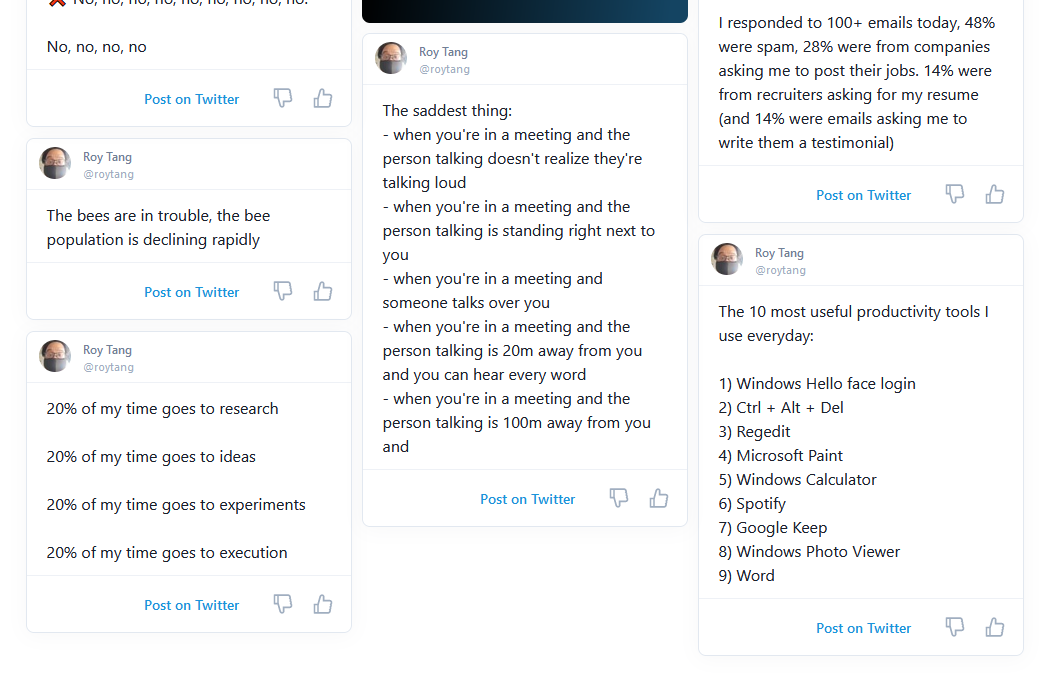 No, no, no, no, no, no, no, no, no.
No, no, no, no
Post on Twitter
Roy Tang
@roytang
The bees are in trouble, the bee
population is declining rapidly
Post on Twitter
Roy Tang
@roytang
20% of my time goes to research
20% of my time goes to ideas
20% of my time goes to experiments
20% of my time goes to execution
Post on Twitter
Roy Tang
@roytang
The saddest thing:
- when you're in a meeting and the
person talking doesn't realize they're
talking loud
- when you're in a meeting and the
person talking is standing right next to
you
- when you're in a meeting and
someone talks over you
- when you're in a meeting and the
person talking is 20m away from you
and you can hear every word
- when you're in a meeting and the
person talking is 100m away from you
and
Post on Twitter
I responded to 100+ emails today, 48%
were spam, 28% were from companies
asking me to post their jobs. 14% were
from recruiters asking for my resume
(and 14% were emails asking me to
write them a testimonial)
Post on Twitter
Roy Tang
@roytang
The 10 most useful productivity tools I
use everyday:
1) Windows Hello face login
2) Ctrl + Alt + Del
3) Regedit
4) Microsoft Paint
5) Windows Calculator
6) Spotify
7) Google Keep
8) Windows Photo Viewer
9) Word
Post on Twitter